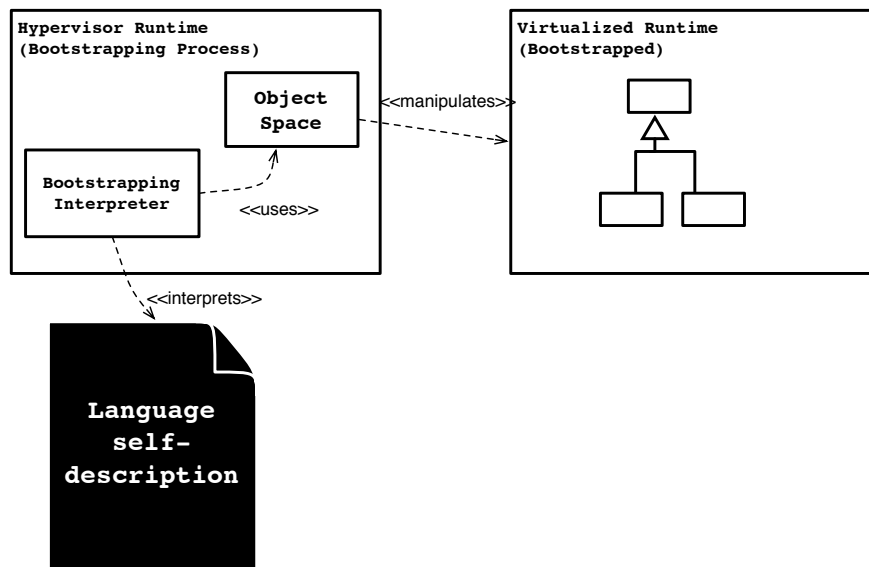 Hypervisor Runtime
(Bootstrapping Process)
Virtualized Runtime
(Bootstrapped)
Object
Space
<<manipulates>>
Bootstrapping
Interpreter
<<uses>>
<<interprets>>
Language
self-
description